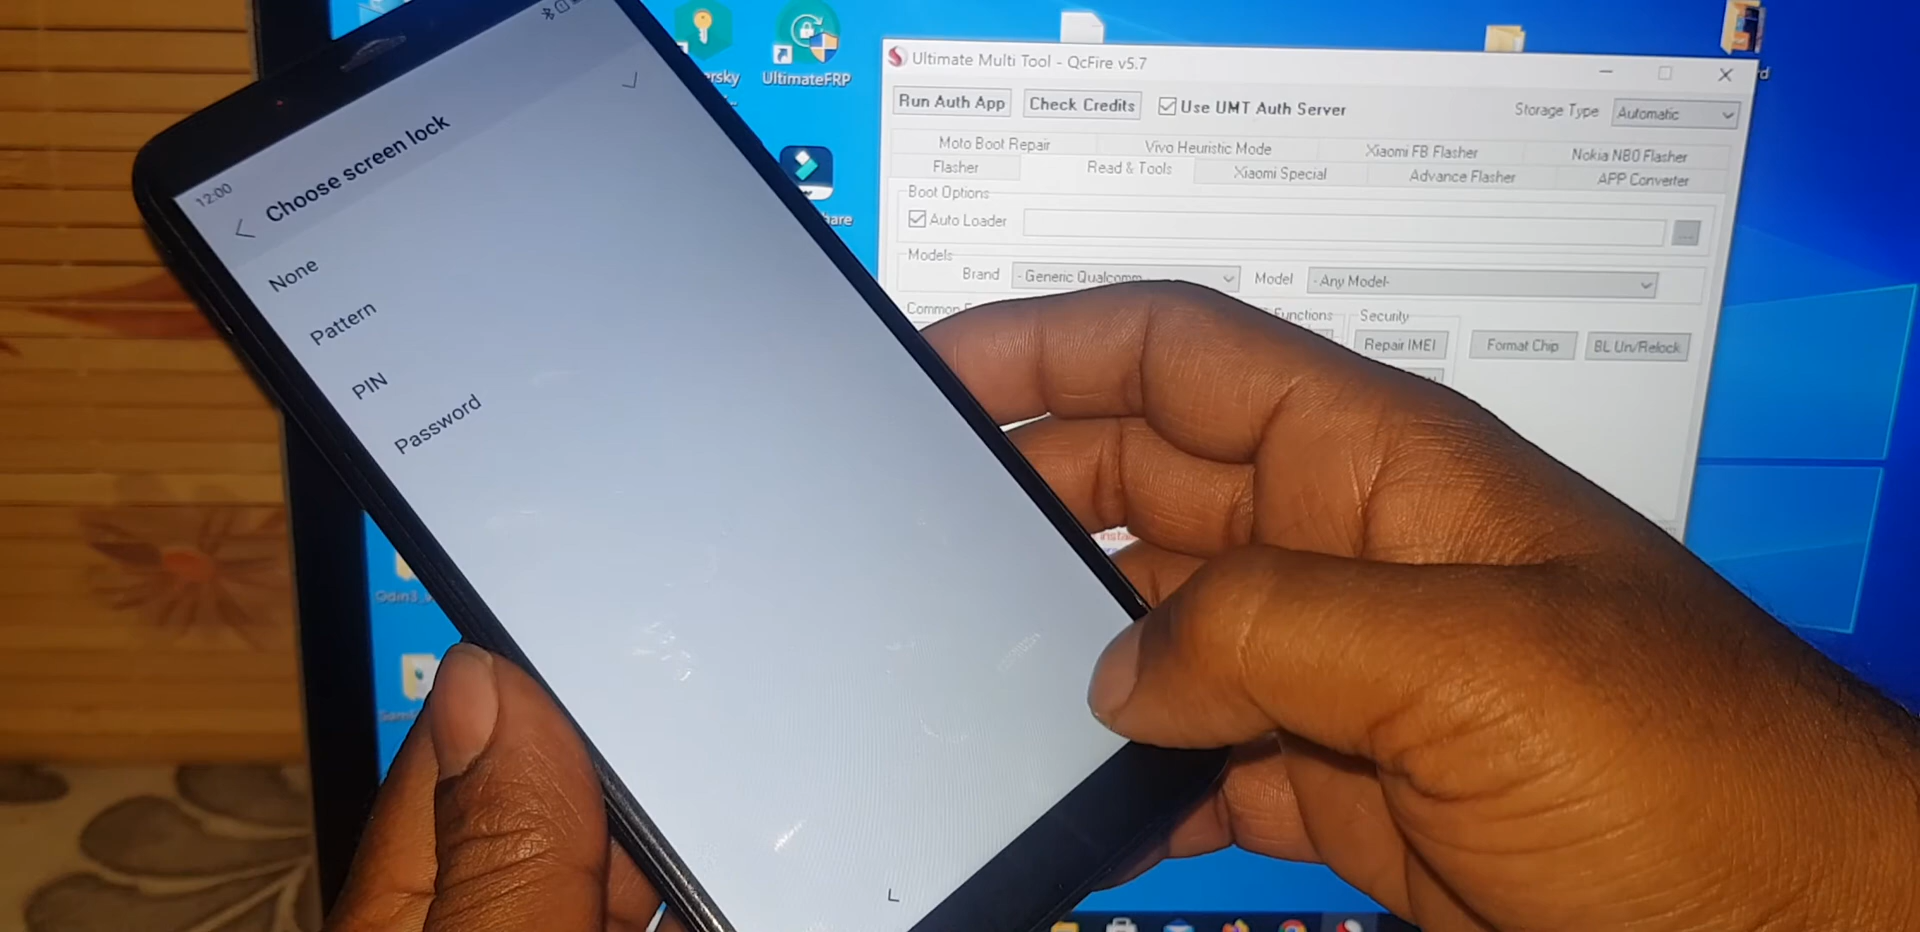 12:00
Choose screen lock
None
Pattern
PIN
Password
UltimateFRP
Ultimate Multi Tool - QcFire v5.7
Run Auth App
Check Credits
Use UMT Auth Server
Storage Type
Automatic
Moto Boot Repair
Vivo Heuristic Mode
Xiaomi FB Flasher
Nokia NB0 Flasher
Flasher
Read & Tools
Xiaomi Special
Advance Flasher
APP Converter
Boot Options
Auto Loader
...
Models
Brand
- Generic Qualcomm
Model
- Any Model-
Common
Functions
Security
Repair IMEI
Format Chip
BL Un/Relock